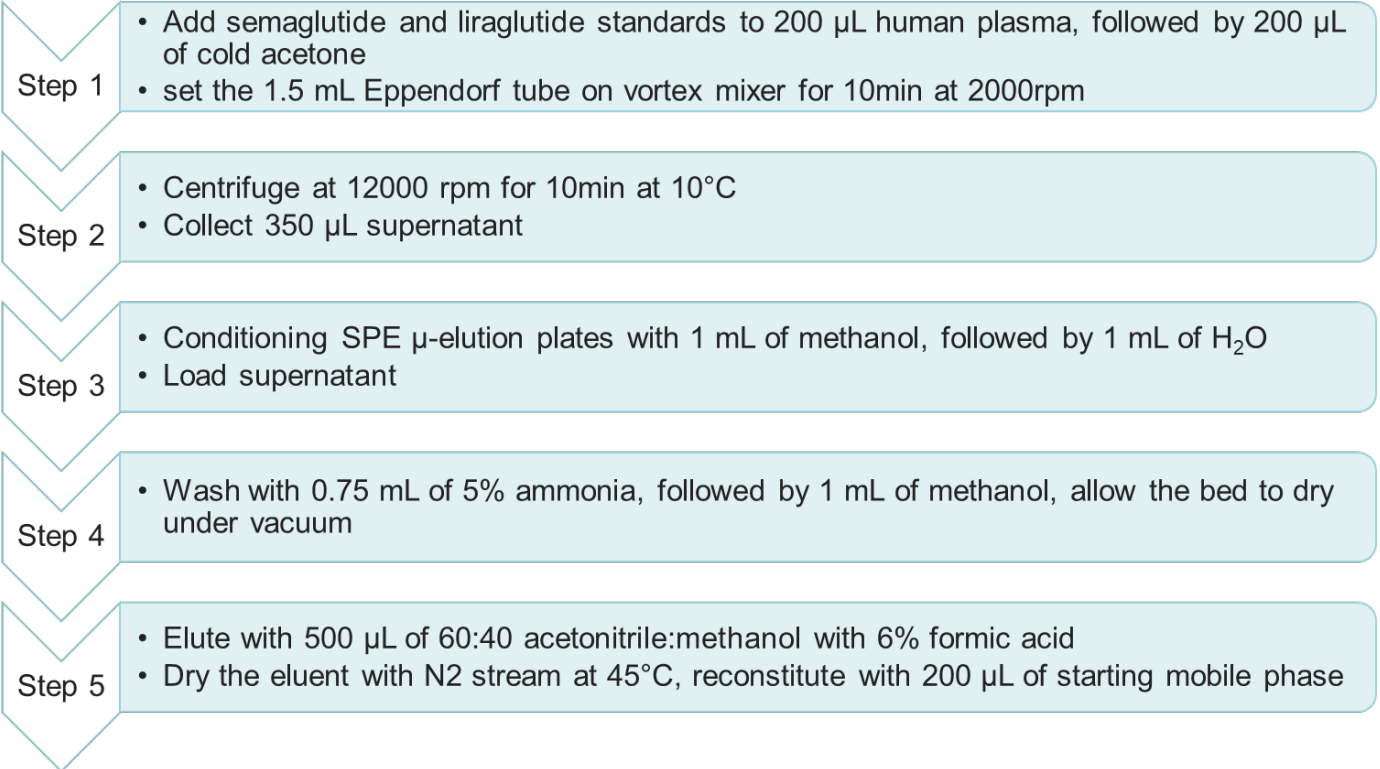 Step 1
• Add semaglutide and liraglutide standards to 200 µL human plasma, followed by 200 µL
of cold acetone
• set the 1.5 mL Eppendorf tube on vortex mixer for 10min at 2000rpm
Step 2
• Centrifuge at 12000 rpm for 10min at 10°C
• Collect 350 µL supernatant
Step 3
• Conditioning SPE µ-elution plates with 1 mL of methanol, followed by 1 mL of H₂O
• Load supernatant
Step 4
• Wash with 0.75 mL of 5% ammonia, followed by 1 mL of methanol, allow the bed to dry
under vacuum
Step 5
• Elute with 500 µL of 60:40 acetonitrile:methanol with 6% formic acid
• Dry the eluent with N2 stream at 45°C, reconstitute with 200 µL of starting mobile phase